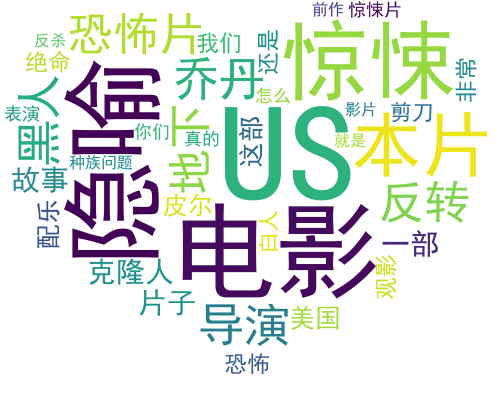 前作 惊悚片
反杀 恐怖片 我们 还是 惊悚
绝命 乔丹 怎么 非常
黑人 隐喻 表演 你们 真的 US 影片 剪刀
地下 这部 就是 本片
种族问题
故事 皮尔 反转
配乐 白人 电影 一部
克隆人 观影
片子 导演 美国
恐怖